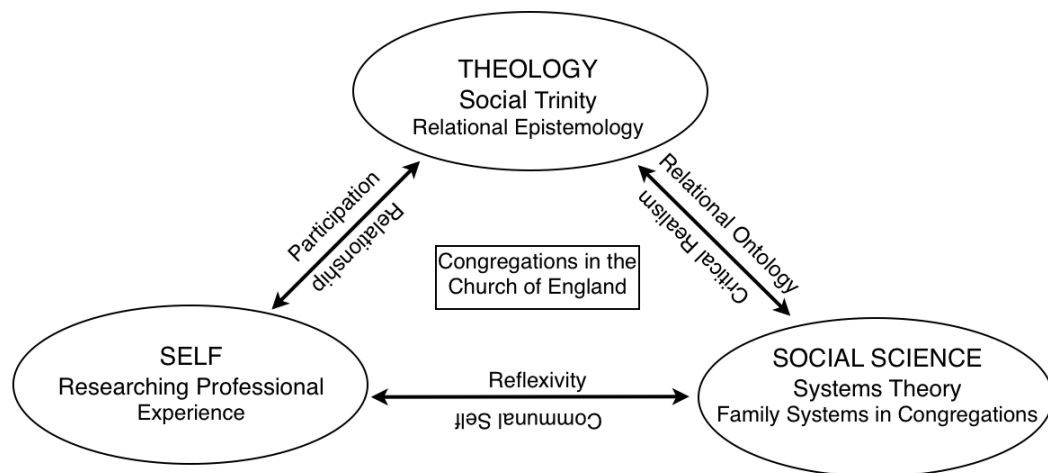 THEOLOGY
Social Trinity
Relational Epistemology
Participation
Relationship
Relational Ontology
Critical Realism
Congregations in the
Church of England
SELF
Researching Professional
Experience
Reflexivity
Communal Self
SOCIAL SCIENCE
Systems Theory
Family Systems in Congregations